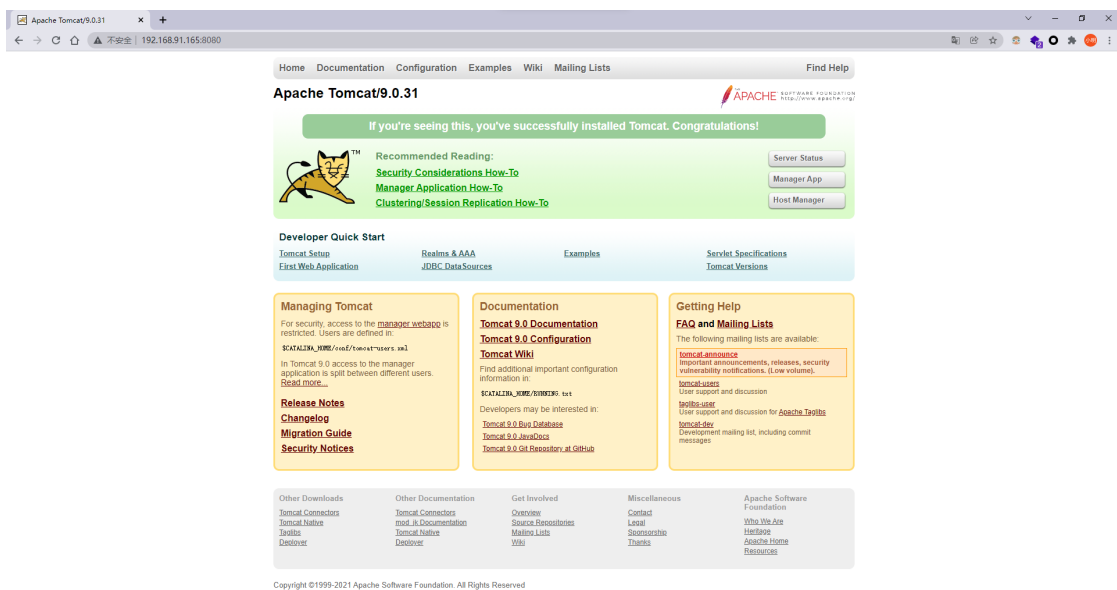 Apache Tomcat/9.0.31
不安全 | 192.168.91.165:8080
Home Documentation Configuration Examples Wiki Mailing Lists Find Help
Apache Tomcat/9.0.31
APACHE SOFTWARE FOUNDATION
http://www.apache.org/
If you're seeing this, you've successfully installed Tomcat. Congratulations!
TM
Recommended Reading:
Security Considerations How-To
Manager Application How-To
Clustering/Session Replication How-To
Server Status
Manager App
Host Manager
Developer Quick Start
Tomcat Setup
First Web Application
Realms & AAA
JDBC DataSources
Examples
Servlet Specifications
Tomcat Versions
Managing Tomcat
For security, access to the manager webapp is
restricted. Users are defined in:
$CATALINA_HOME/conf/tomcat-users.xml
In Tomcat 9.0 access to the manager
application is split between different users.
Read more...
Release Notes
Changelog
Migration Guide
Security Notices
Documentation
Tomcat 9.0 Documentation
Tomcat 9.0 Configuration
Tomcat Wiki
Find additional important configuration
information in:
$CATALINA_HOME/RUNNING.txt
Developers may be interested in:
Tomcat 9.0 Bug Database
Tomcat 9.0 JavaDocs
Tomcat 9.0 Git Repository at GitHub
Getting Help
FAQ and Mailing Lists
The following mailing lists are available:
tomcat-announce
Important announcements, releases, security
vulnerability notifications. (Low volume).
tomcat-users
User support and discussion
taglibs-user
User support and discussion for Apache Taglibs
tomcat-dev
Development mailing list, including commit
messages
Other Downloads
Tomcat Connectors
Tomcat Native
Taglibs
Deployer
Other Documentation
Tomcat Connectors
mod_jk Documentation
Tomcat Native
Deployer
Get Involved
Overview
Source Repositories
Mailing Lists
Wiki
Miscellaneous
Contact
Legal
Sponsorship
Thanks
Apache Software
Foundation
Who We Are
Heritage
Apache Home
Resources
Copyright ©1999-2021 Apache Software Foundation. All Rights Reserved